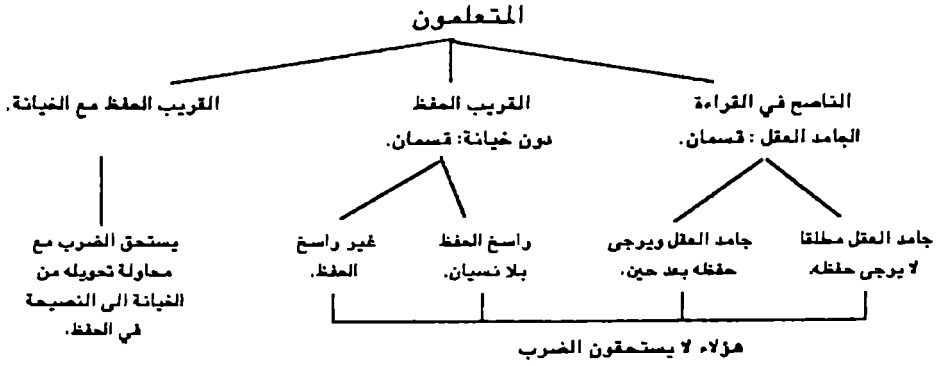 المتعلمون
الناصح في القراءة
الجامد العقل : قسمان.
القريب الحفظ
دون خيانة: قسمان.
القريب الحفظ مع الخيانة.
جامد العقل مطلقا
لا يرجى حفظه.
جامد العقل ويرجى
حفظه بعد حين.
راسخ الحفظ
بلا نسيان.
غير راسخ
الحفظ.
يستحق الضرب مع
محاولة تحويله من
الخيانة الى النصيحة
في الحفظ.
هؤلاء لا يستحقون الضرب